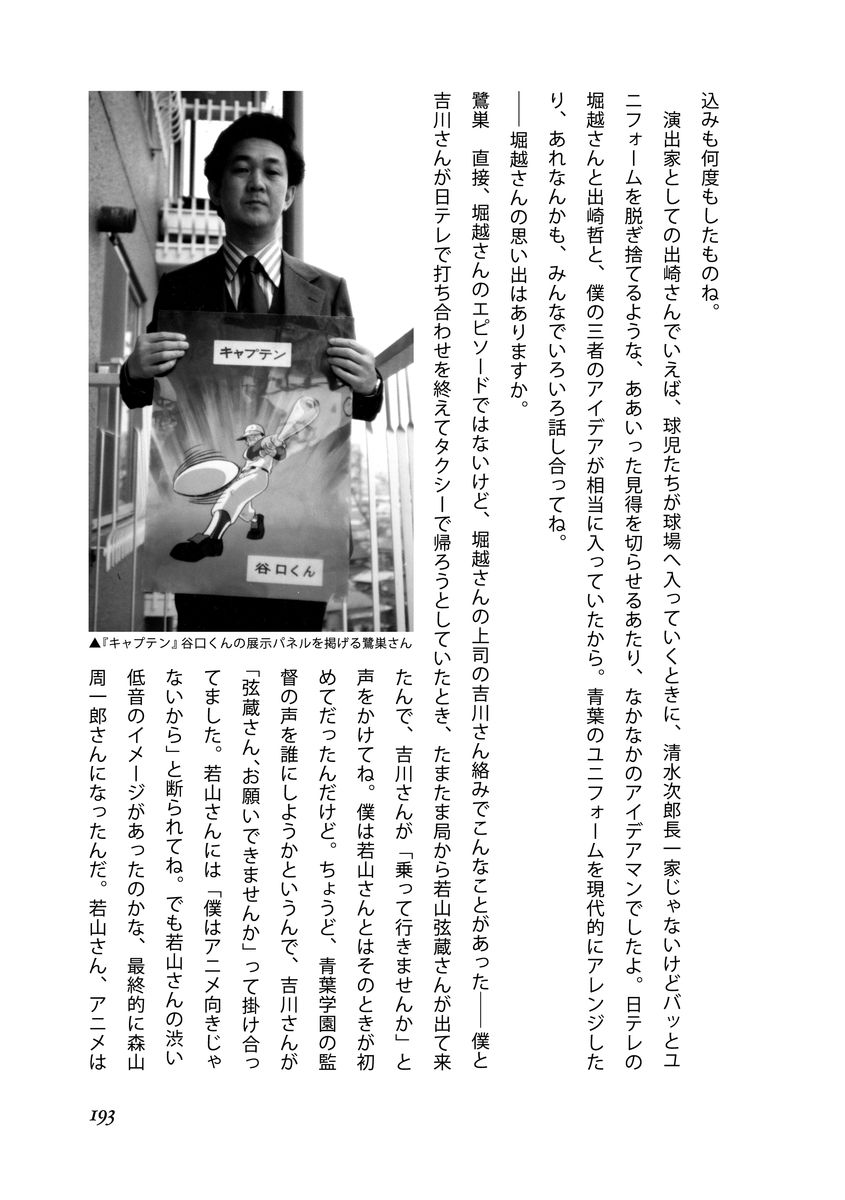 込みも何度もしたものね。
　演出家としての出崎さんでいえば、球児たちが球場へ入っていくときに、清水次郎長一家じゃないけどバッとユ
ニフォームを脱ぎ捨てるような、ああいった見得を切らせるあたり、なかなかのアイデアマンでしたよ。日テレの
堀越さんと出崎哲と、僕の三者のアイデアが相当に入っていたから。青葉のユニフォームを現代的にアレンジした
り、あれなんかも、みんなでいろいろ話し合ってね。
――堀越さんの思い出はありますか。
鷺巣　直接、堀越さんのエピソードではないけど、堀越さんの上司の吉川さん絡みでこんなことがあった――僕と
吉川さんが日テレで打ち合わせを終えてタクシーで帰ろうとしていたとき、たまたま局から若山弦蔵さんが出て来
たんで、吉川さんが「乗って行きませんか」と
声をかけてね。僕は若山さんとはそのときが初
めてだったんだけど。ちょうど、青葉学園の監
督の声を誰にしようかというんで、吉川さんが
「弦蔵さん、お願いできませんか」って掛け合っ
てました。若山さんには「僕はアニメ向きじゃ
ないから」と断られてね。でも若山さんの渋い
低音のイメージがあったのかな、最終的に森山
周一郎さんになったんだ。若山さん、アニメは
キャプテン
谷口くん
▲『キャプテン』谷口くんの展示パネルを掲げる鷺巣さん
193